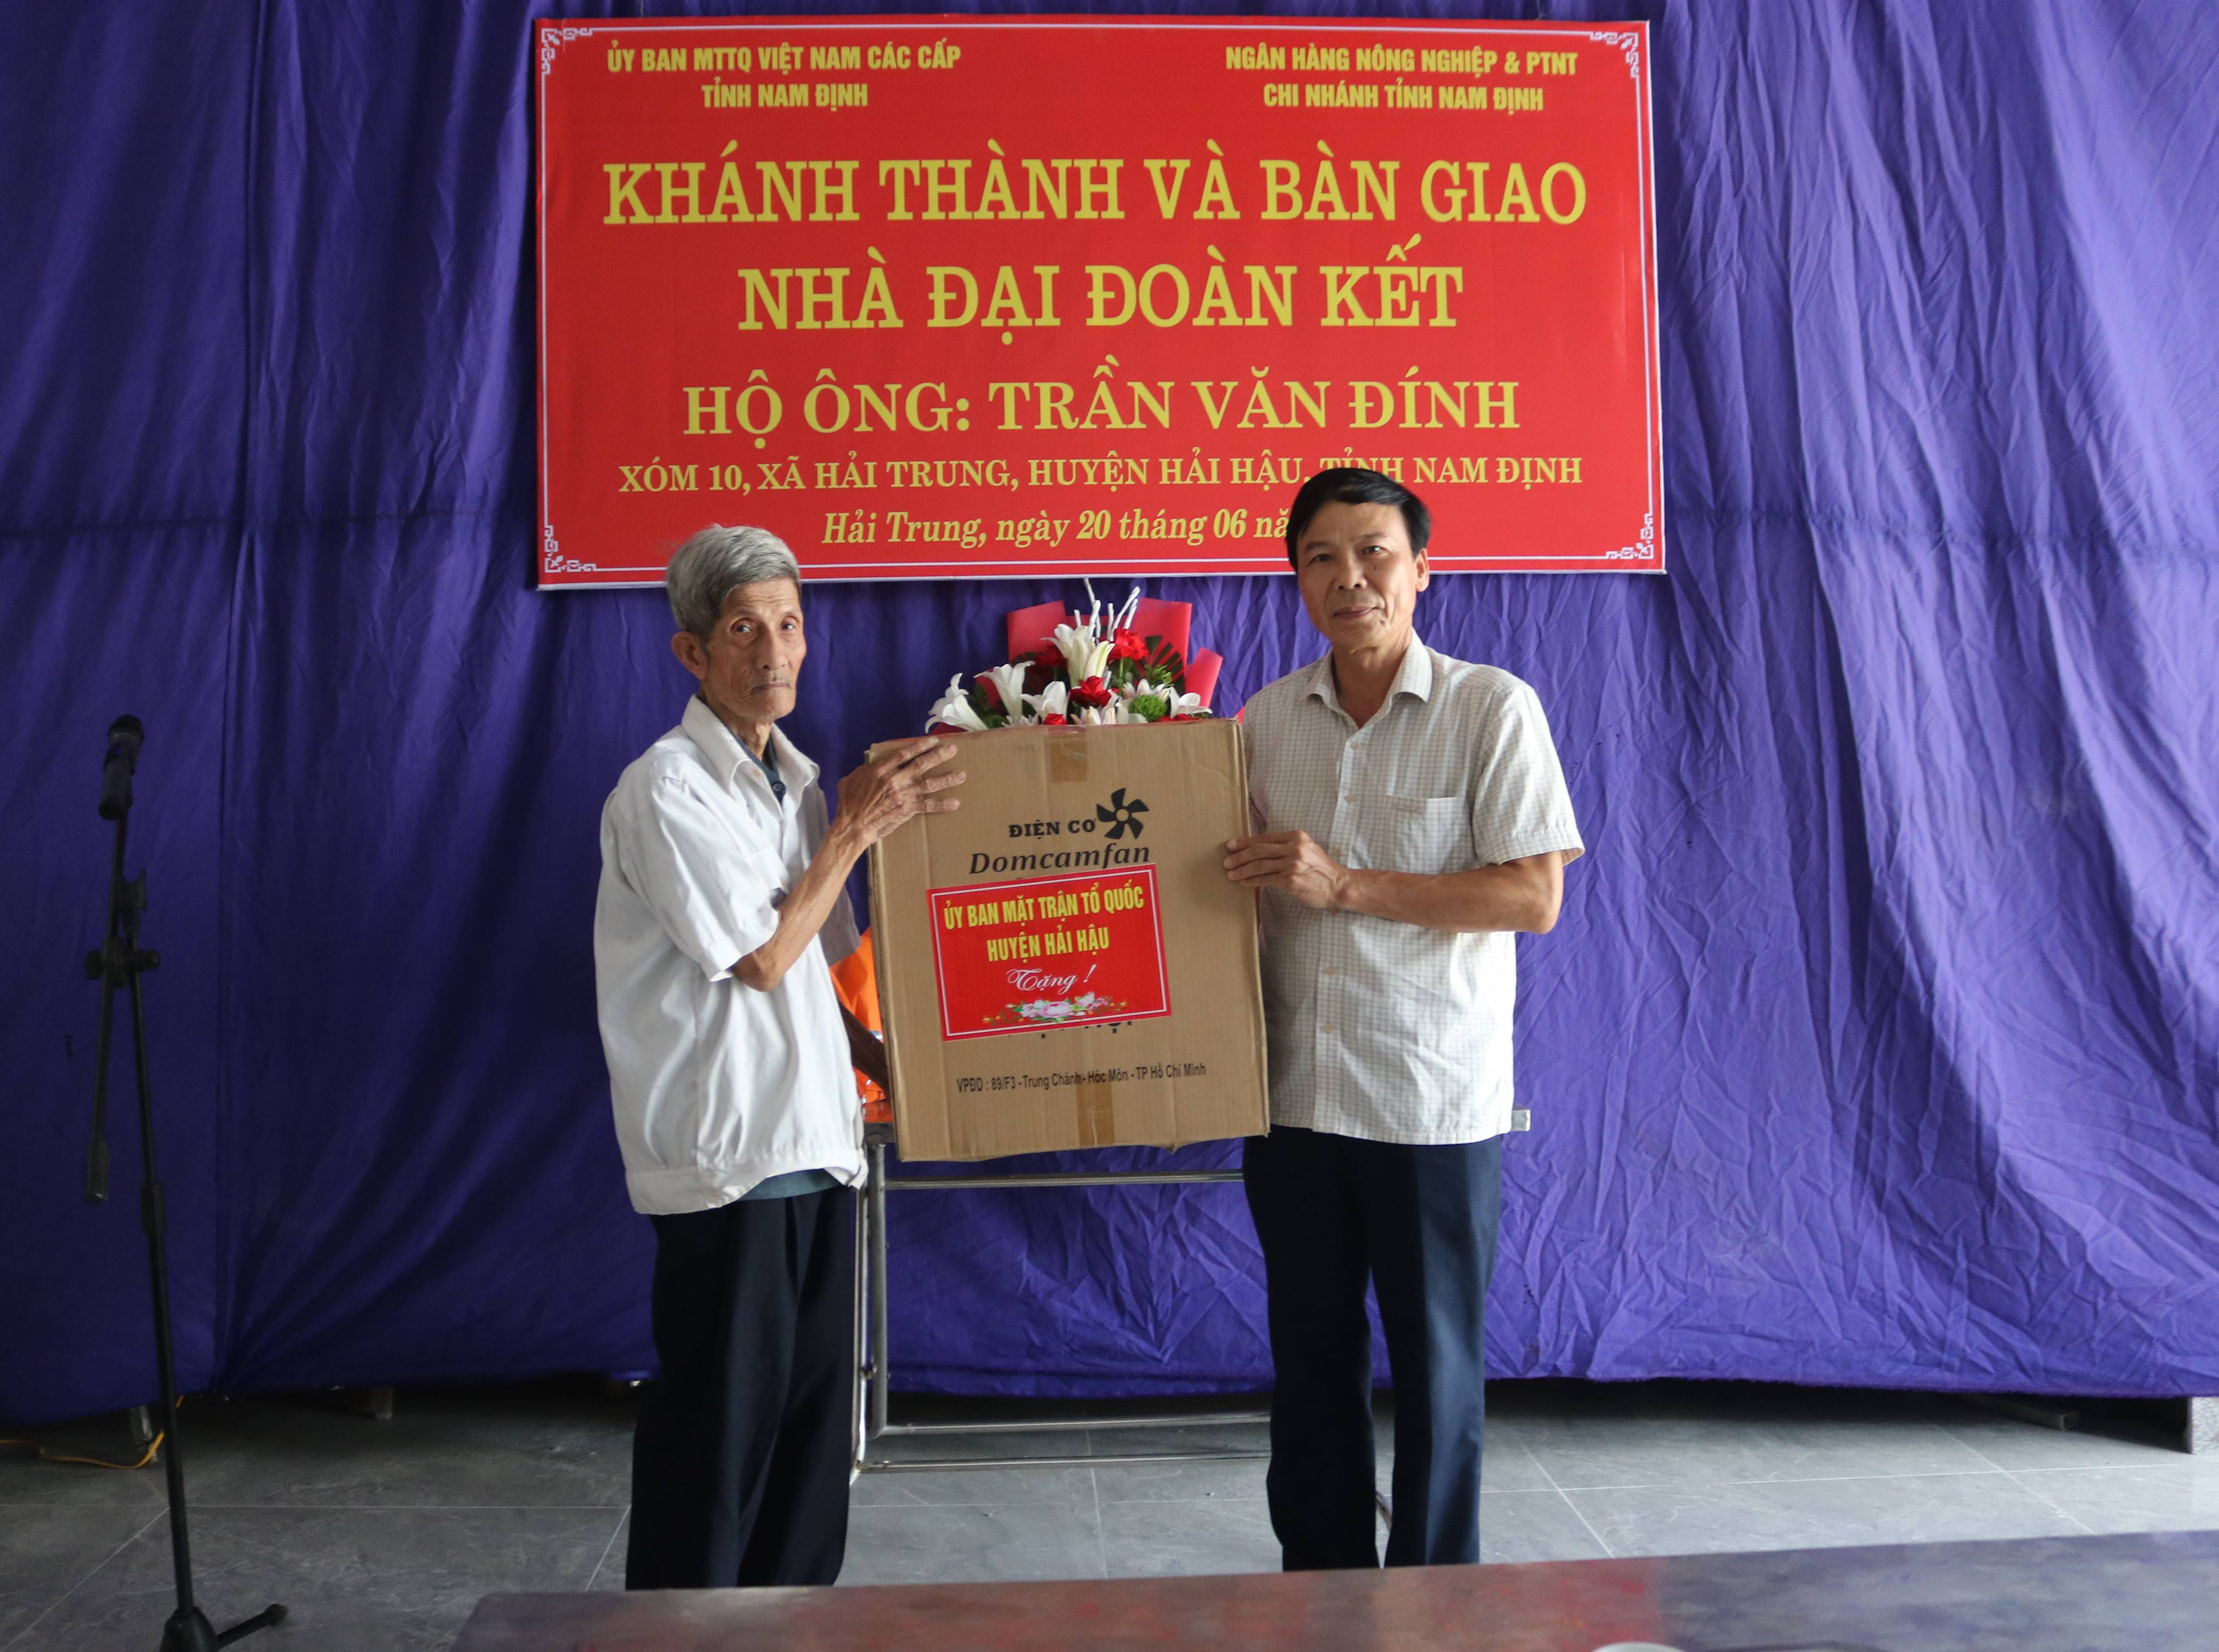 ỦY BAN MTTQ VIỆT NAM CÁC CẤP
TỈNH NAM ĐỊNH
NGÂN HÀNG NÔNG NGHIỆP & PTNT
CHI NHÁNH TỈNH NAM ĐỊNH
KHÁNH THÀNH VÀ BÀN GIAO
NHÀ ĐẠI ĐOÀN KẾT
HỘ ÔNG: TRẦN VĂN ĐÍNH
XÓM 10, XÃ HẢI TRUNG, HUYỆN HẢI HẬU, TỈNH NAM ĐỊNH
Hải Trung, ngày 20 tháng 06
ĐIỆN CƠ
Domcamfan
ỦY BAN MẶT TRẬN TỔ QUỐC
HUYỆN HẢI HẬU
Tặng !
VPĐD : 89/F3 - Trung Chánh - Hóc Môn - TP Hồ Chí Minh